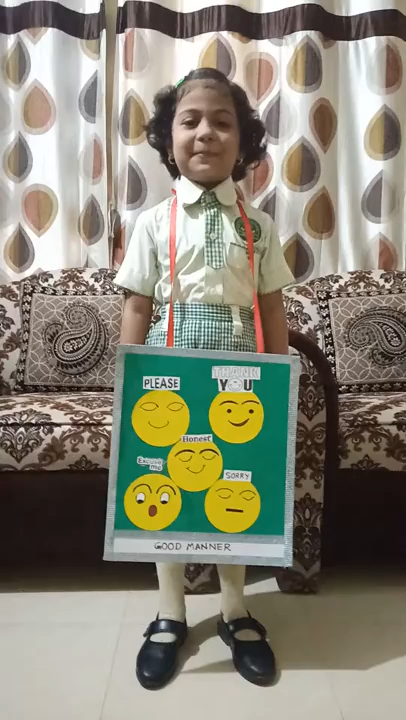 PLEASE
THANK
YOU
Honest
Excuse
me
SORRY
GOOD MANNER